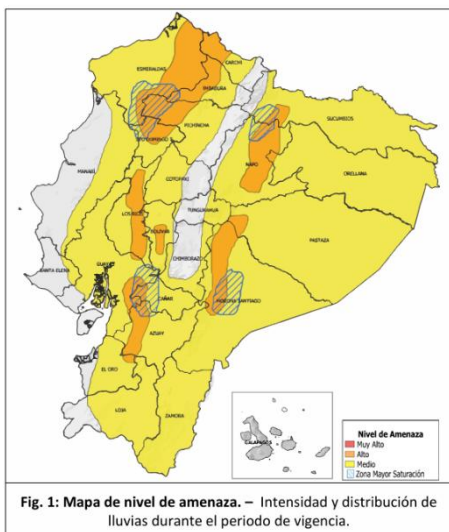 ESMERALDAS
CARCHI
IMBABURA
SUCUMBIOS
PICHINCHA
STO DOMINGO
NAPO
MANABI
ORELLANA
COTOPAXI
LOS RIOS
TUNGURAHUA
BOLIVAR
PASTAZA
CHIMBORAZO
SANTA ELENA
GUAYAS
CAÑAR
MORONA SANTIAGO
AZUAY
EL ORO
LOJA
ZAMORA
GALAPAGOS
Nivel de Amenaza
Muy Alto
Alto
Medio
Zona Mayor Saturación
Fig. 1: Mapa de nivel de amenaza. – Intensidad y distribución de
lluvias durante el periodo de vigencia.